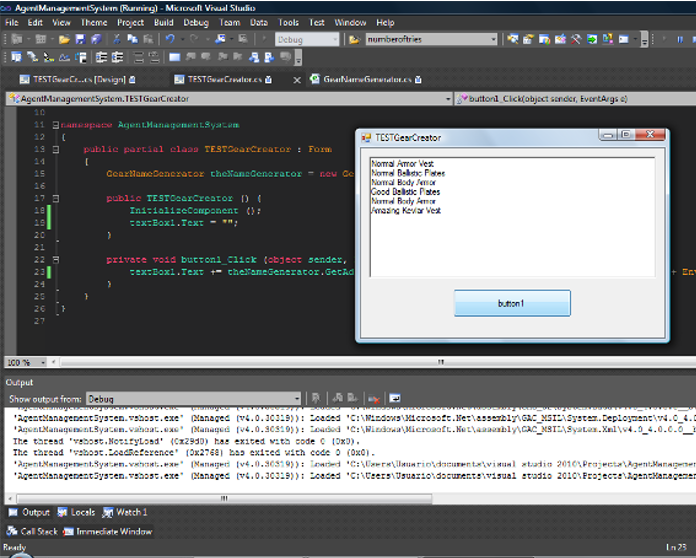 AgentManagementSystem (Running) - Microsoft Visual Studio
File Edit View Theme Project Build Debug Team Data Tools Test Window Help
Debug numberoftries
TESTGearCr...cs [Design] TESTGearCreator.cs GearNameGenerator.cs
AgentManagementSystem.TESTGearCreator button1_Click(object sender, EventArgs e)
10
11 namespace AgentManagementSystem
12 {
13 public partial class TESTGearCreator : Form
14 {
15 GearNameGenerator theNameGenerator = new Ge
16
17 public TESTGearCreator () {
18 InitializeComponent ();
19 textBox1.Text = "";
20 }
21
22 private void button1_Click (object sender,
23 textBox1.Text += theNameGenerator.GetAd + Env
24 }
25 }
26 }
27
TESTGearCreator
Normal Armor Vest
Normal Ballistic Plates
Normal Body Armor
Good Ballistic Plates
Normal Body Armor
Amazing Kevlar Vest
button1
100 %
Output
Show output from: Debug
'AgentManagementSystem.vshost.exe' (Managed (v4.0.30319)): Loaded 'C:\Windows\Microsoft.Net\assembly\GAC_MSIL\System.Deployment\v4.0_4.0
'AgentManagementSystem.vshost.exe' (Managed (v4.0.30319)): Loaded 'C:\Windows\Microsoft.Net\assembly\GAC_MSIL\System.Xml\v4.0_4.0.0.0__b
The thread 'vshost.NotifyLoad' (0x29d0) has exited with code 0 (0x0).
The thread 'vshost.LoadReference' (0x2768) has exited with code 0 (0x0).
'AgentManagementSystem.vshost.exe' (Managed (v4.0.30319)): Loaded 'C:\Users\Usuario\documents\visual studio 2010\Projects\AgentManagemen
'AgentManagementSystem.vshost.exe' (Managed (v4.0.30319)): Loaded 'C:\Users\Usuario\documents\visual studio 2010\Projects\AgentManagemen
Output Locals Watch 1
Call Stack Immediate Window
Ready Ln 23